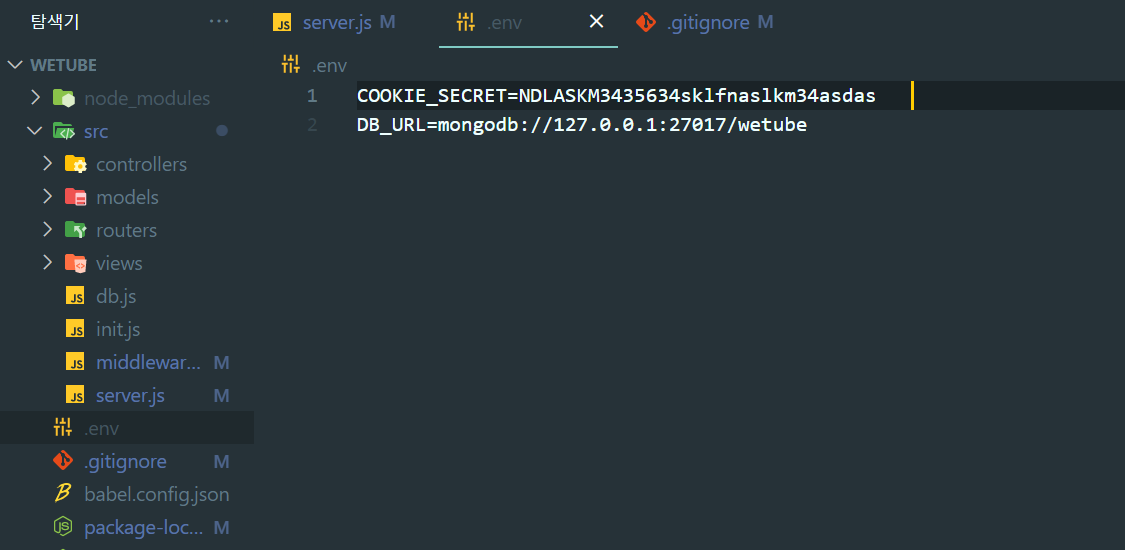 탐색기 ...
server.js M
.env
.gitignore M
WETUBE
.env
node_modules
src
controllers
models
routers
views
db.js
init.js
middlewar... M
server.js M
.env
.gitignore M
babel.config.json
package-loc... M
1 COOKIE_SECRET=NDLASKM3435634sklfnaslkm34asdas
2 DB_URL=mongodb://127.0.0.1:27017/wetube